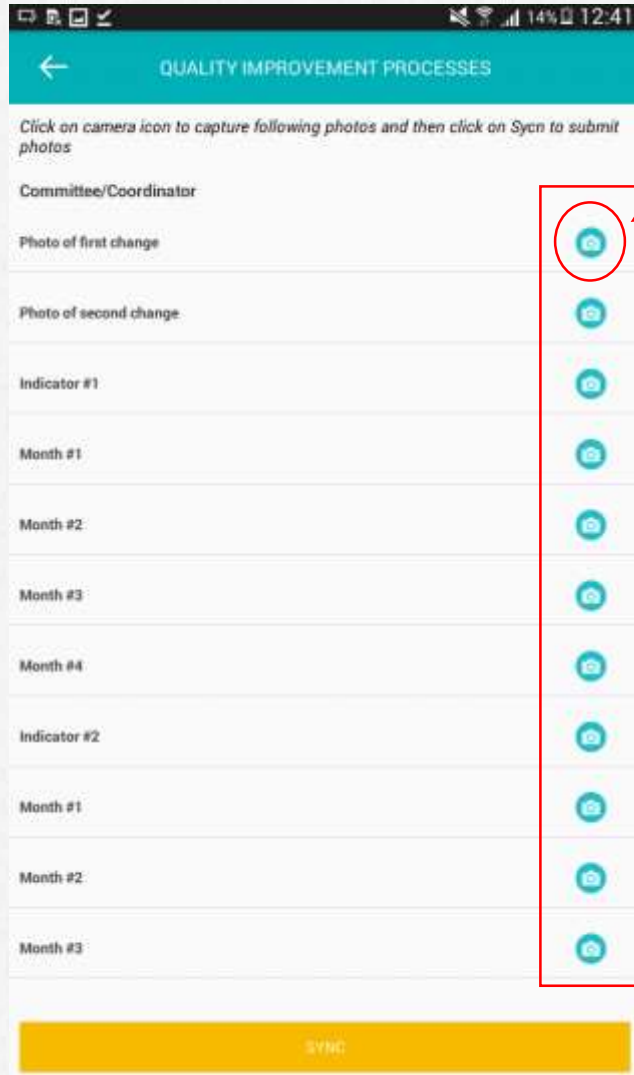 14% 12:41
QUALITY IMPROVEMENT PROCESSES
Click on camera icon to capture following photos and then click on Sycn to submit
photos
Committee/Coordinator
Photo of first change
Photo of second change
Indicator #1
Month #1
Month #2
Month #3
Month #4
Indicator #2
Month #1
Month #2
Month #3
SYNC